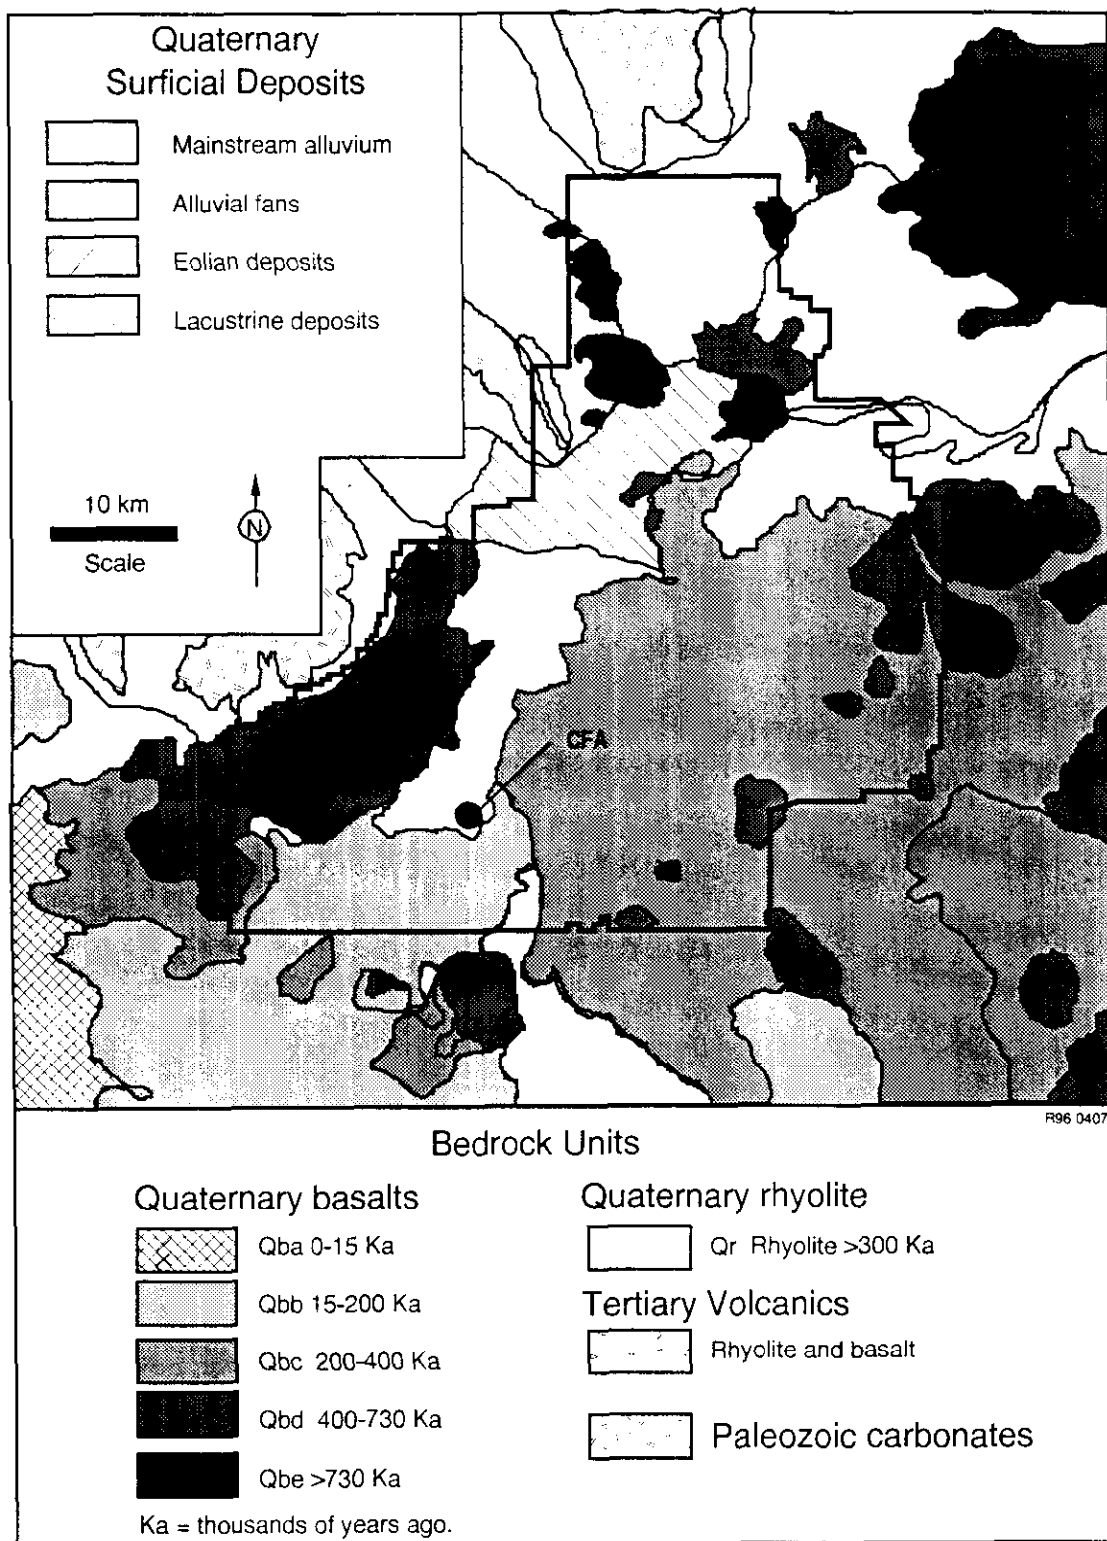 Quaternary
Surficial Deposits
Mainstream alluvium
Alluvial fans
Eolian deposits
Lacustrine deposits
10 km
Scale
N
CFA
R96 0407
Bedrock Units
Quaternary basalts
Qba 0-15 Ka
Qbb 15-200 Ka
Qbc 200-400 Ka
Qbd 400-730 Ka
Qbe >730 Ka
Ka = thousands of years ago.
Quaternary rhyolite
Qr Rhyolite >300 Ka
Tertiary Volcanics
Rhyolite and basalt
Paleozoic carbonates